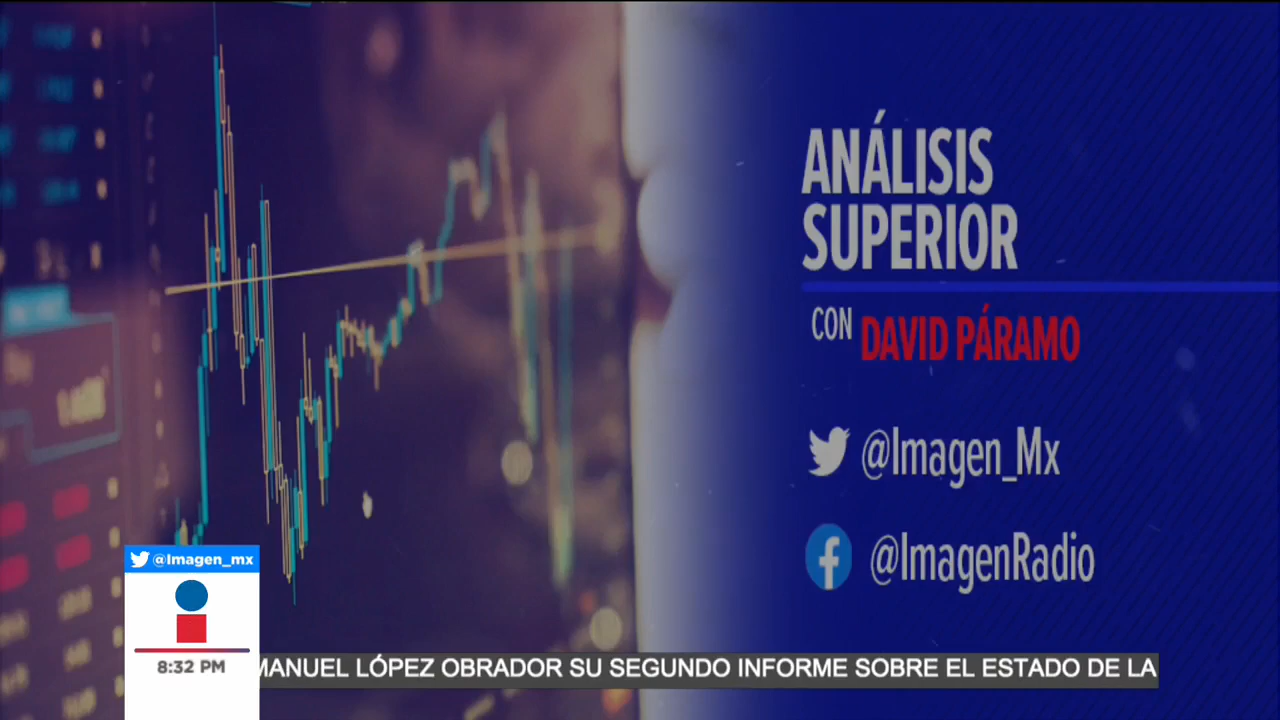 ANÁLISIS
SUPERIOR
CON DAVID PÁRAMO
@Imagen_Mx
@ImagenRadio
@Imagen_mx
8:32 PM
MANUEL LÓPEZ OBRADOR SU SEGUNDO INFORME SOBRE EL ESTADO DE LA